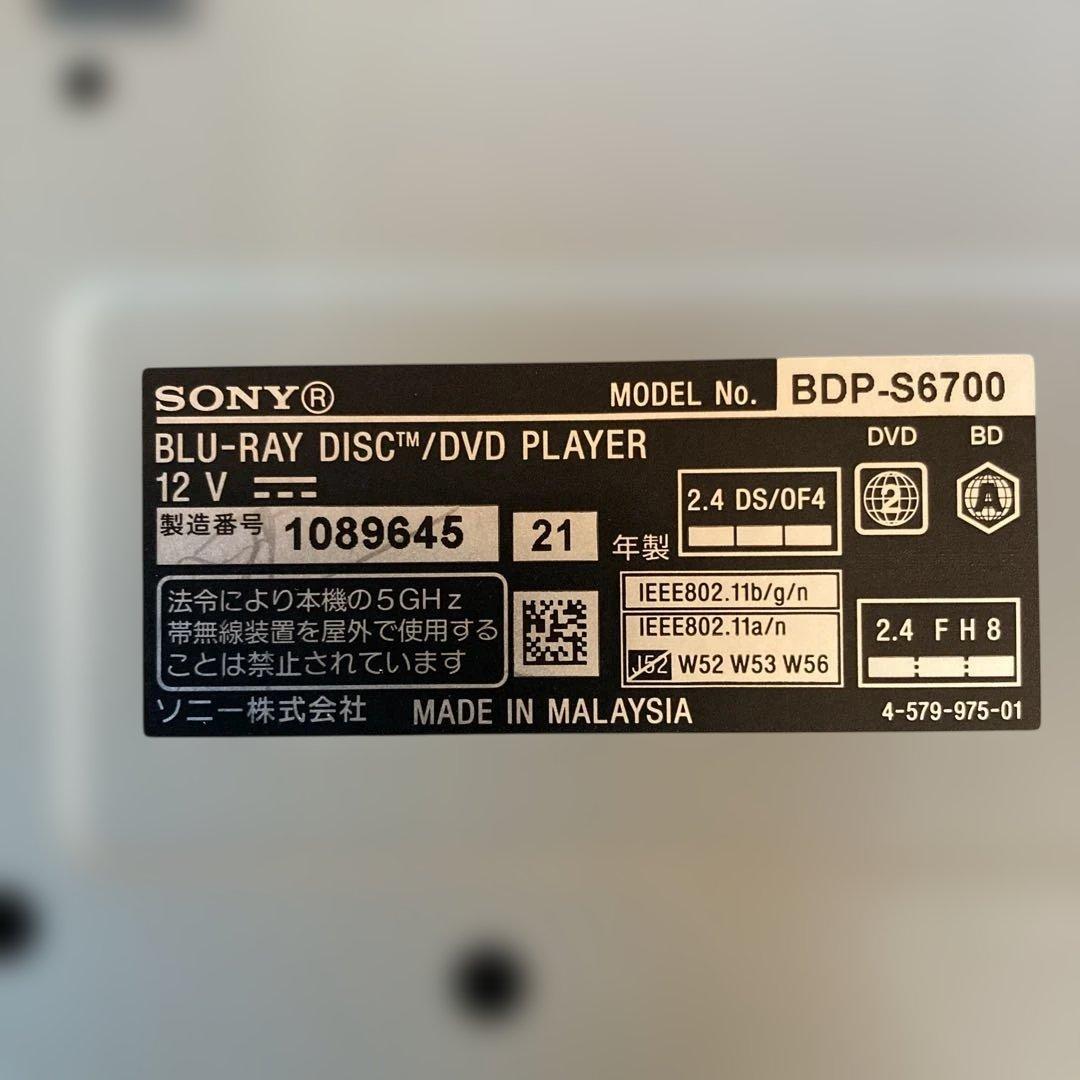 SONY® MODEL No. BDP-S6700
BLU-RAY DISC™/DVD PLAYER
12 V
製造番号 1089645 21 年製
2.4 DS/OF4
DVD BD
2 A
法令により本機の5GHz
帯無線装置を屋外で使用する
ことは禁止されています
IEEE802.11b/g/n
IEEE802.11a/n
J52 W52 W53 W56
2.4 FH8
ソニー株式会社 MADE IN MALAYSIA 4-579-975-01